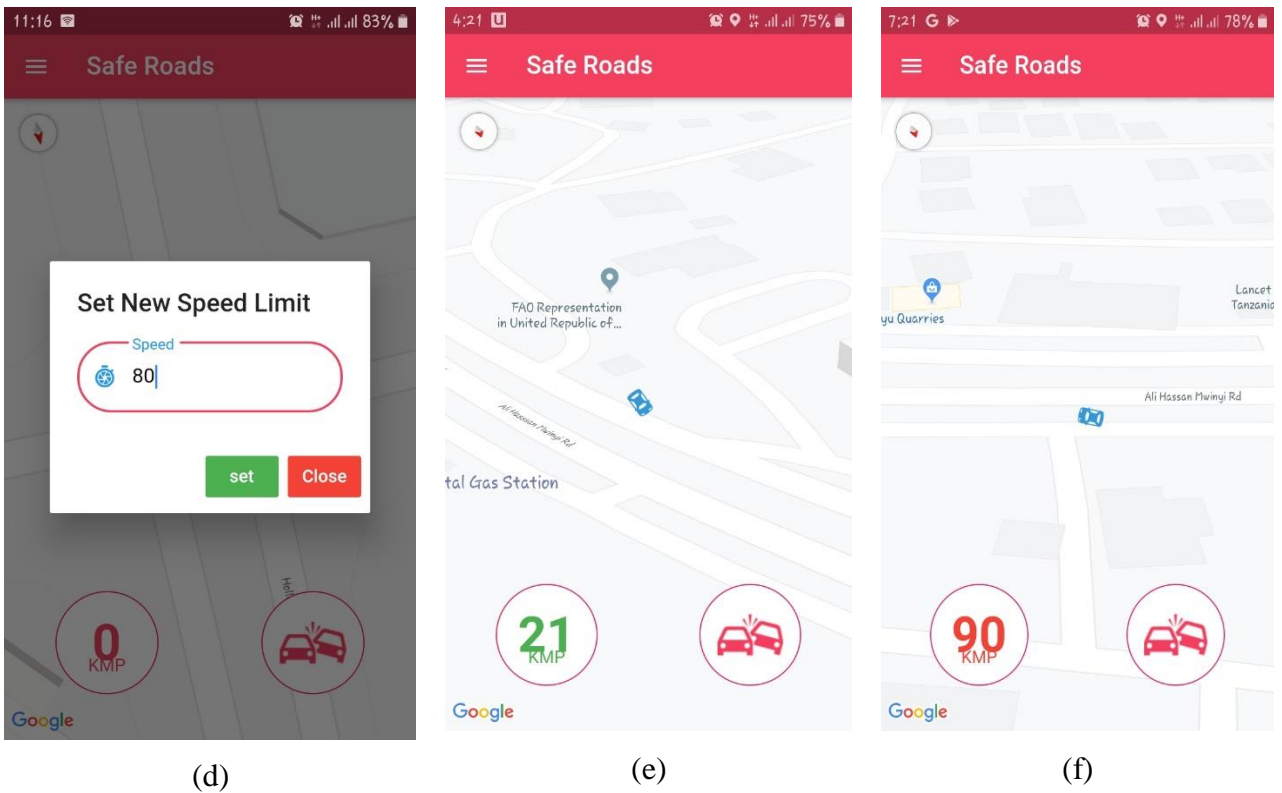 11:16 83%
Safe Roads
Set New Speed Limit
Speed
80
set Close
0
KMP
Google
(d)
4:21 U 75%
Safe Roads
FAO Representation
in United Republic of...
Ali Hassan Mwinyi Rd
tal Gas Station
21
KMP
Google
(e)
7:21 G 78%
Safe Roads
Lancet
Tanzania
yu Quarries
Ali Hassan Mwinyi Rd
90
KMP
Google
(f)